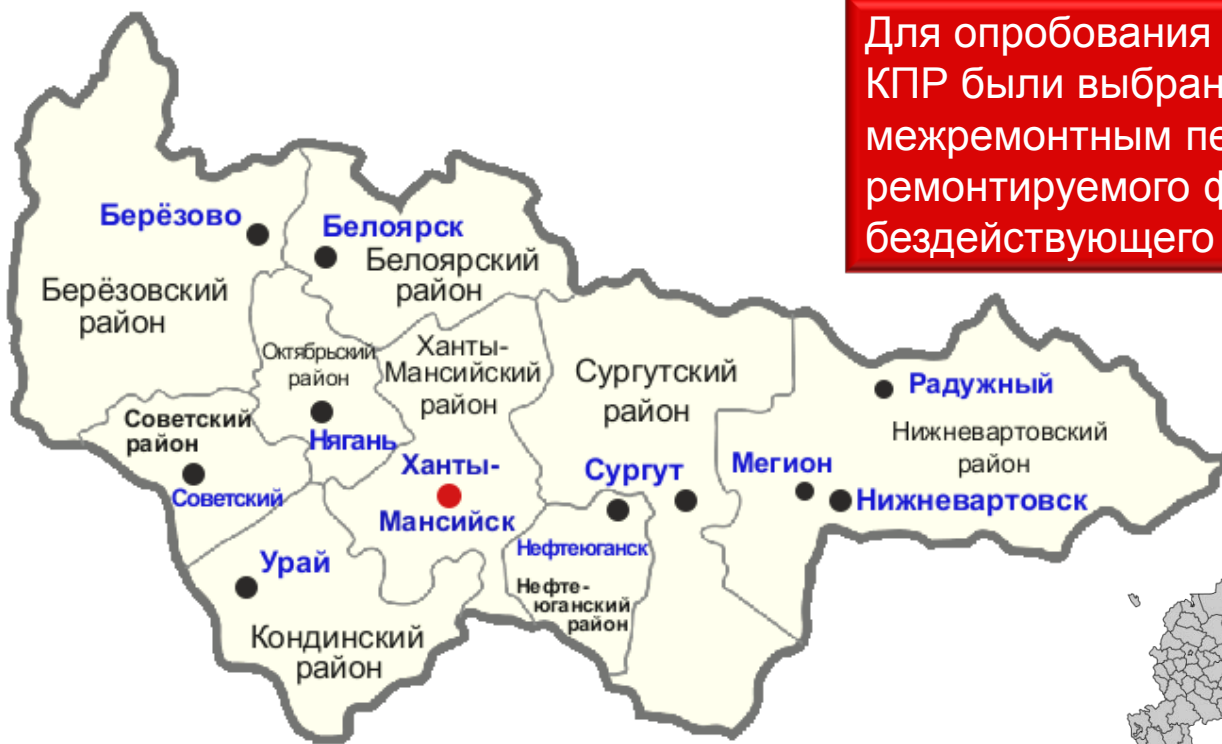 Для опробования
КПР были выбран
межремонтным пе
ремонтируемого ф
бездействующего
Берёзово
Белоярск
Белоярский
район
Берёзовский
район
Октябрьский
район
Ханты-
Мансийский
район
Сургутский
район
Радужный
Советский
район
Нягань
Нижневартовский
район
Советский
Ханты-
Мансийск
Сургут
Мегион
Нижневартовск
Нефтеюганск
Урай
Нефте-
юганский
район
Кондинский
район